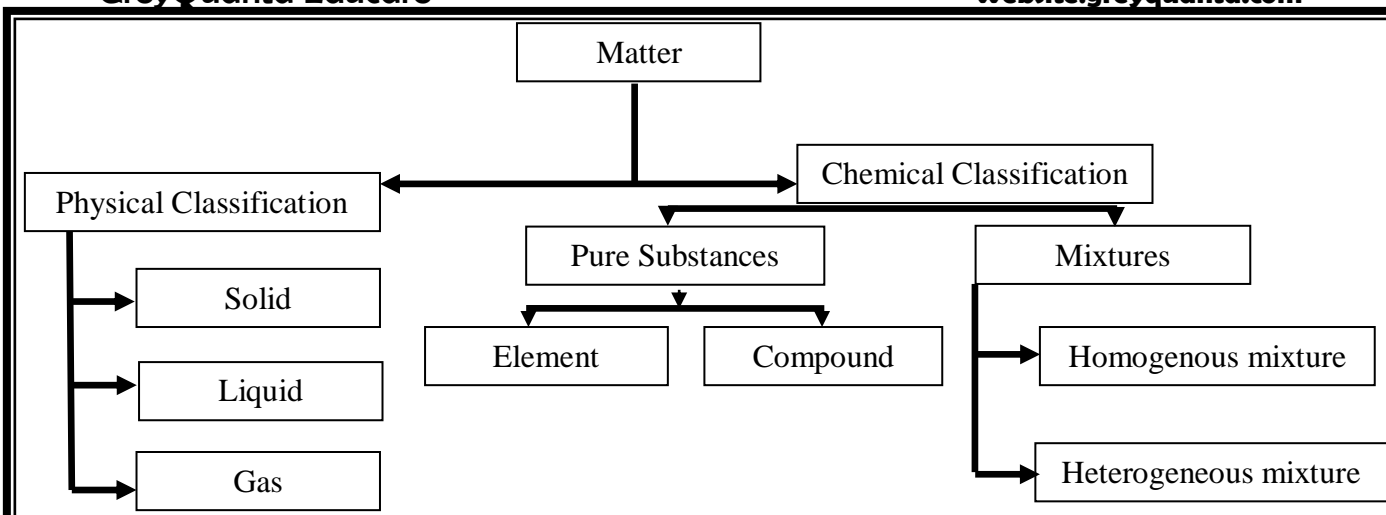 Matter
Chemical Classification
Physical Classification
Pure Substances
Mixtures
Solid
Element
Compound
Homogenous mixture
Liquid
Heterogeneous mixture
Gas